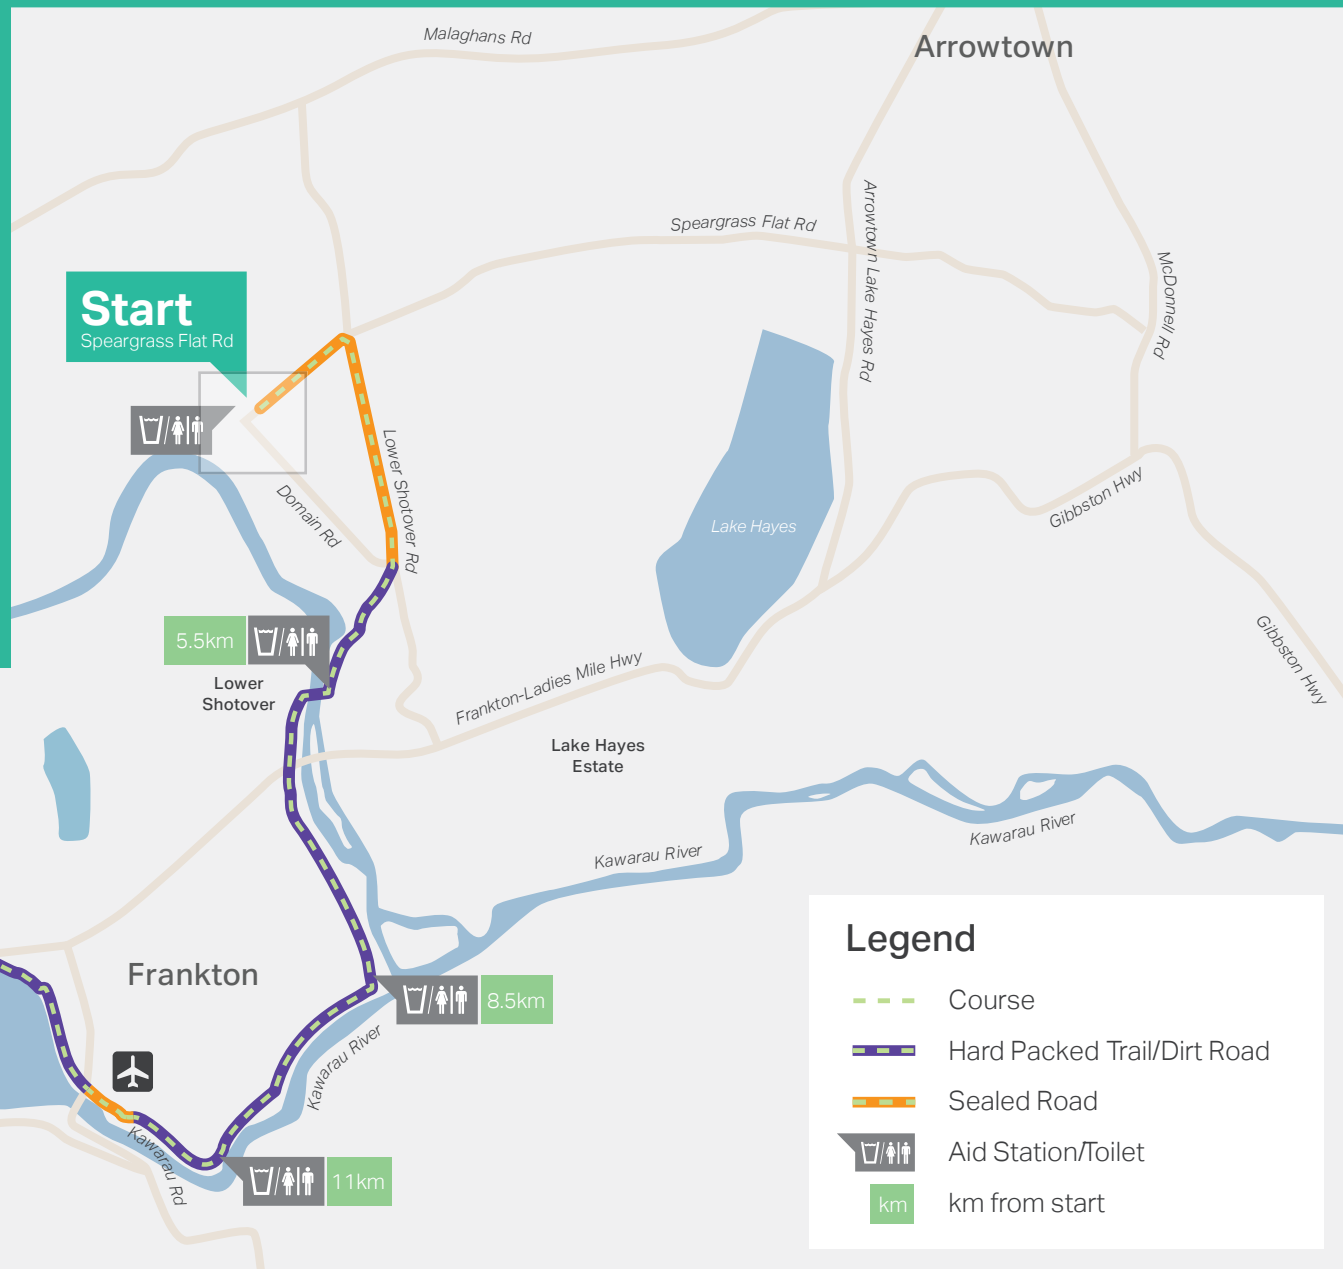 Malaghans Rd
Arrowtown
Speargrass Flat Rd
Arrowtown Lake Hayes Rd
McDonnell Rd
Start
Speargrass Flat Rd
Lower Shotover Rd
Domain Rd
Lake Hayes
Gibbston Hwy
Gibbston Hwy
5.5km
Lower
Shotover
Frankton-Ladies Mile Hwy
Lake Hayes
Estate
Kawarau River
Kawarau River
Frankton
8.5km
Kawarau River
Kawarau Rd
11km
Legend
Course
Hard Packed Trail/Dirt Road
Sealed Road
Aid Station/Toilet
km
km from start